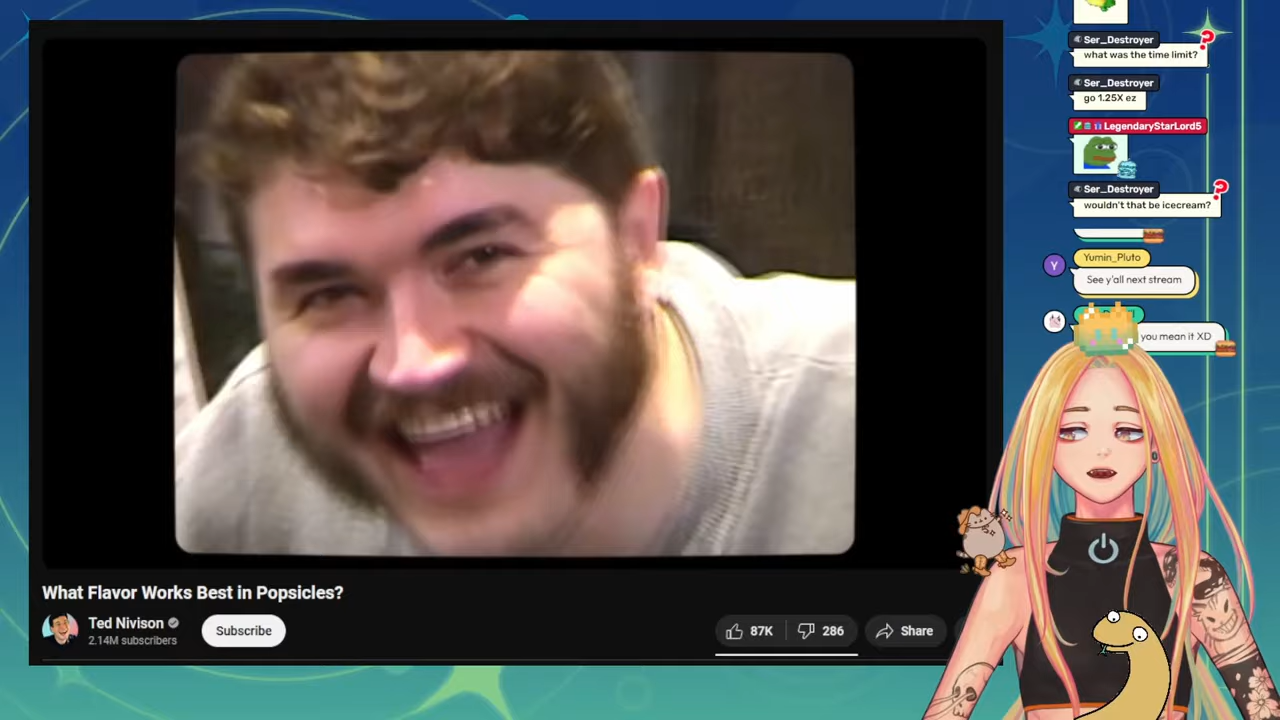 What Flavor Works Best in Popsicles?
Ted Nivison
2.14M subscribers
Subscribe
87K
286
Share
Ser_Destroyer
what was the time limit?
Ser_Destroyer
go 1.25X ez
LegendaryStarLord5
Ser_Destroyer
wouldn't that be icecream?
Y
Yumin_Pluto
See y'all next stream
you mean it XD